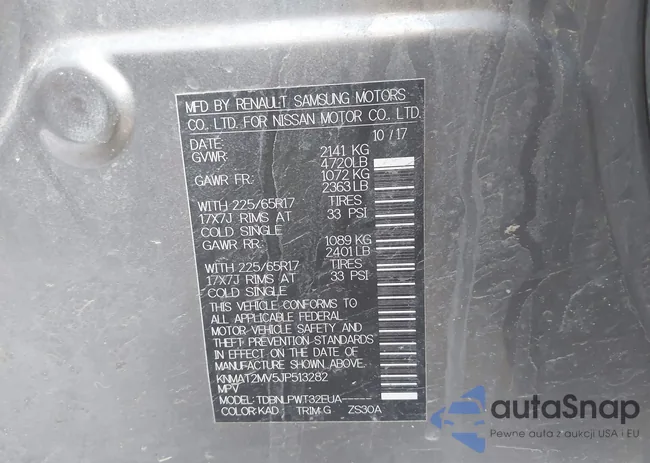 MFD BY RENAULT SAMSUNG MOTORS
CO., LTD. FOR NISSAN MOTOR CO., LTD.
DATE: 10/17
GVWR: 2141 KG
4720LB
GAWR FR: 1072 KG
2363 LB
WITH 225/65R17 TIRES
17X7J RIMS AT 33 PSI
COLD SINGLE
GAWR RR: 1089 KG
2401 LB
WITH 225/65R17 TIRES
17X7J RIMS AT 33 PSI
COLD SINGLE
THIS VEHICLE CONFORMS TO
ALL APPLICABLE FEDERAL
MOTOR VEHICLE SAFETY AND
THEFT PREVENTION STANDARDS
IN EFFECT ON THE DATE OF
MANUFACTURE SHOWN ABOVE.
KNMAT2MV5JP513282
MPV
MODEL: TDBNLPWT32EUA-----
COLOR: KAD TRIM: G ZS30A
autoSnap
Pewne auta z aukcji USA i EU